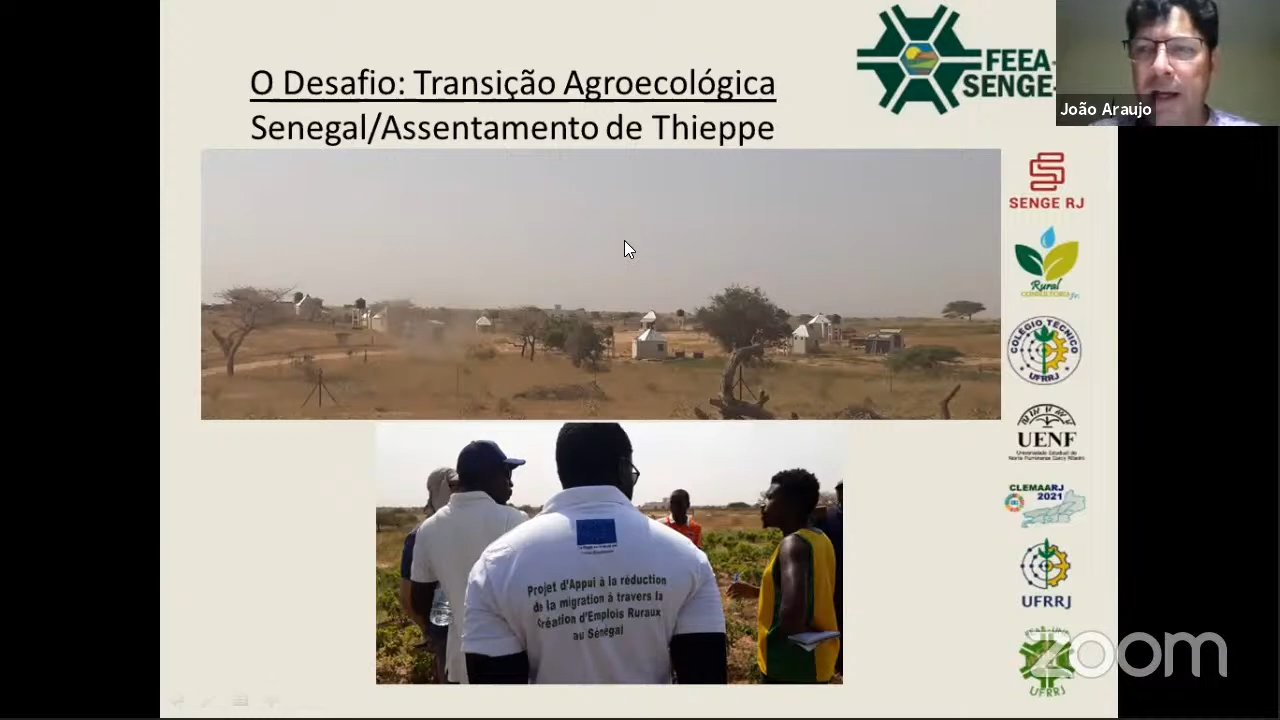 O Desafio: Transição Agroecológica
Senegal/Assentamento de Thieppe
FEEA-
SENGE-
João Araujo
SENGE RJ
Rural
CONSULTORIA Jr.
COLÉGIO TÉCNICO
UFRRJ
UENF
Universidade Estadual do
Norte Fluminense Darcy Ribeiro
CLEMAARJ
2021
UFRRJ
Projet d'Appui à la réduction
de la migration à travers la
Création d'Emplois Ruraux
au Sénégal
UFRRJ
zoom